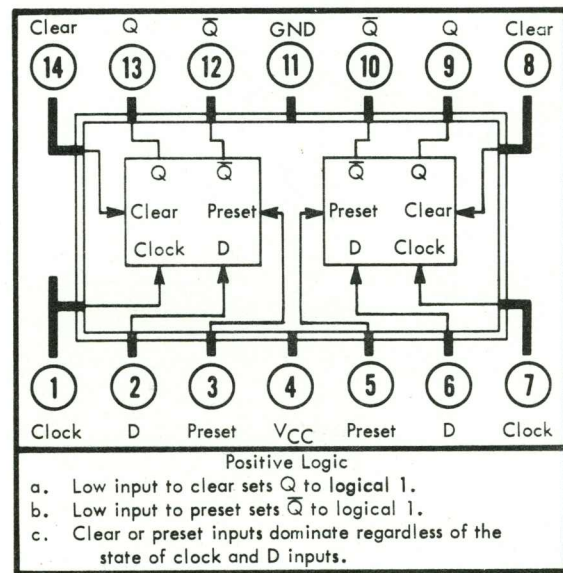 Clear Q Q̅ GND Q̅ Q Clear
14 13 12 11 10 9 8
Q Q̅ Q̅ Q
Clear Preset Preset Clear
Clock D D Clock
1 2 3 4 5 6 7
Clock D Preset VCC Preset D Clock
Positive Logic
a. Low input to clear sets Q to logical 1.
b. Low input to preset sets Q̅ to logical 1.
c. Clear or preset inputs dominate regardless of the
state of clock and D inputs.